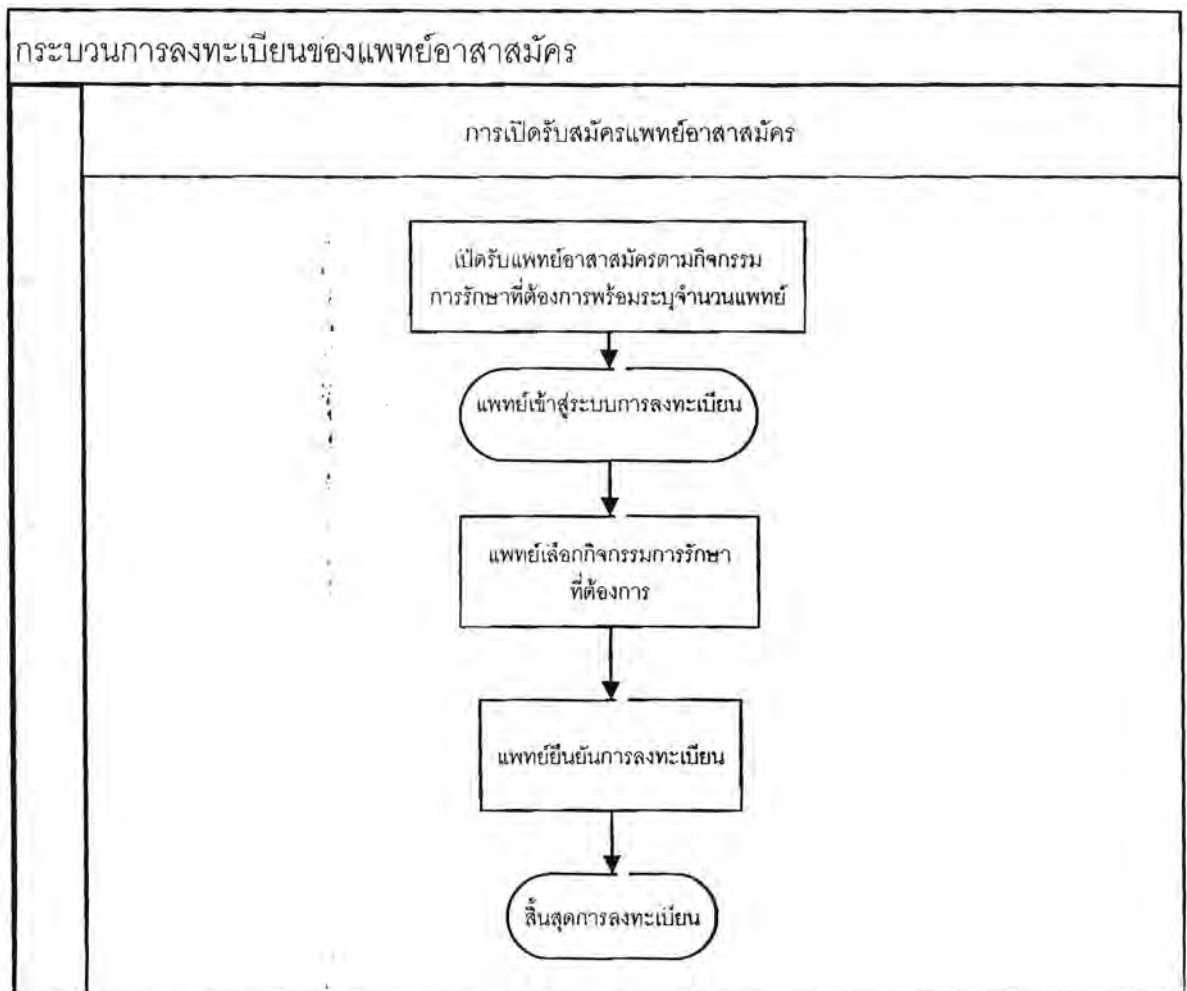 กระบวนการลงทะเบียนของแพทย์อาสาสมัคร
การเปิดรับสมัครแพทย์อาสาสมัคร
เปิดรับแพทย์อาสาสมัครตามกิจกรรม
การรักษาที่ต้องการพร้อมระบุจำนวนแพทย์
แพทย์เข้าสู่ระบบการลงทะเบียน
แพทย์เลือกกิจกรรมการรักษา
ที่ต้องการ
แพทย์ยืนยันการลงทะเบียน
สิ้นสุดการลงทะเบียน